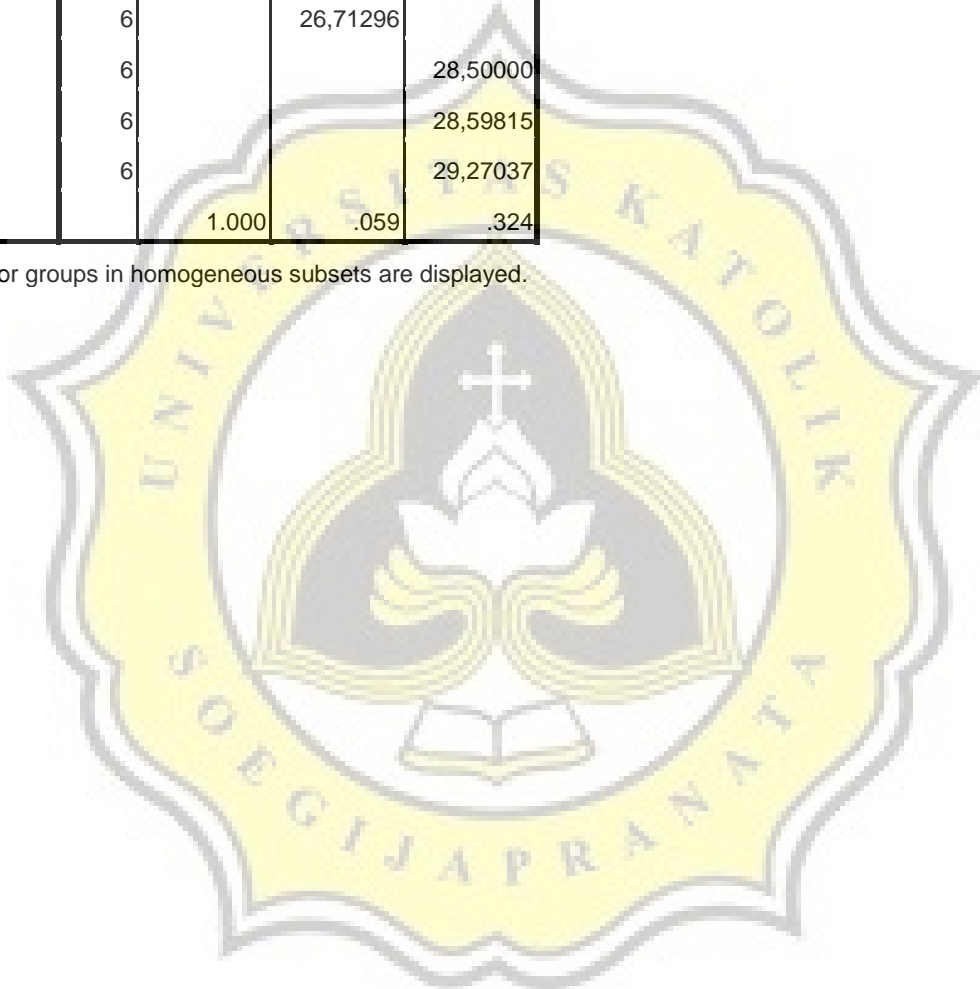 6 26,71296
6 28,50000
6 28,59815
6 29,27037
1.000 .059 .324
or groups in homogeneous subsets are displayed.
UNIVERSITAS KATOLIK
SOEGIJAPRANATA